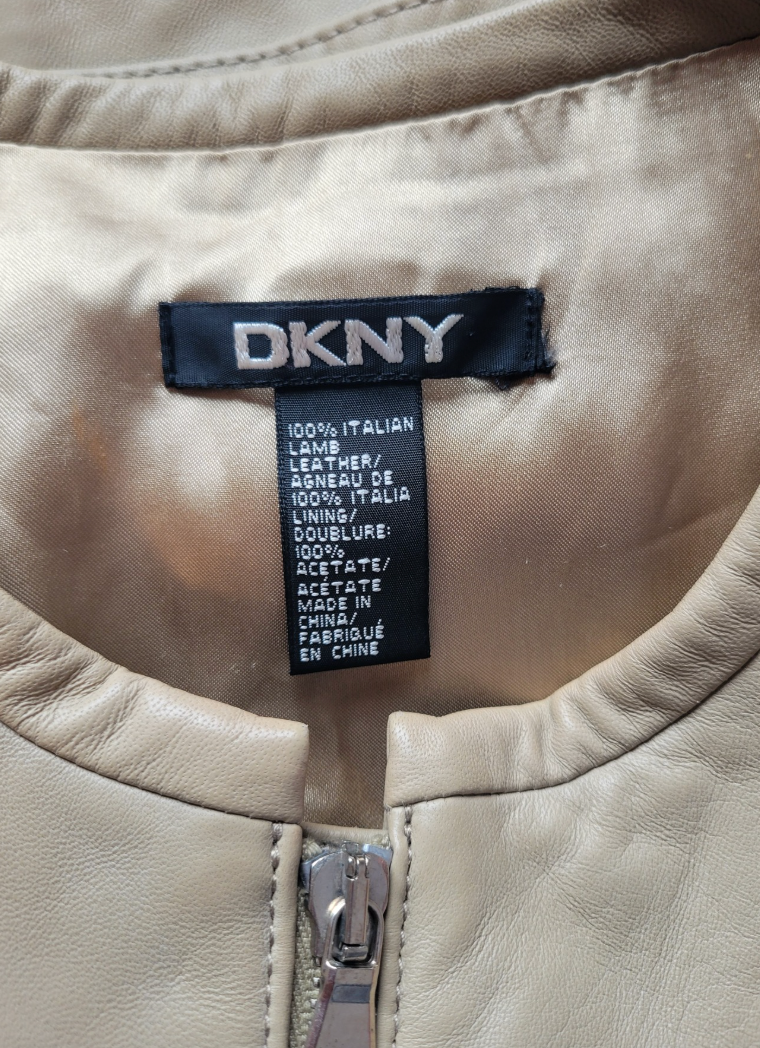 DKNY
100% ITALIAN
LAMB
LEATHER/
AGNEAU DE
100% ITALIA
LINING/
DOUBLURE:
100%
ACETATE/
ACÉTATE
MADE IN
CHINA/
FABRIQUÉ
EN CHINE